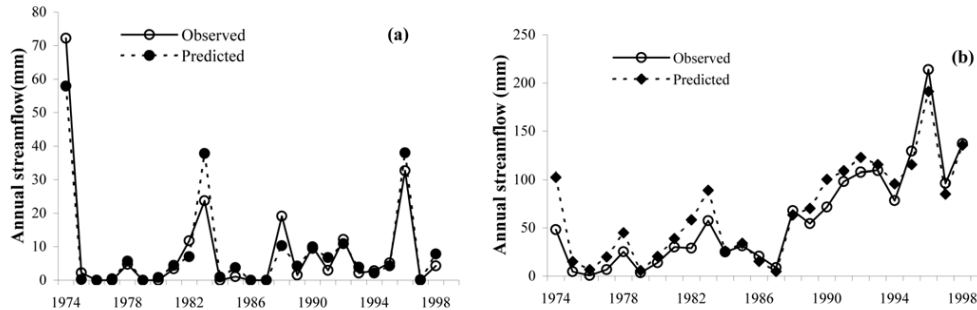 80
70
60
50
40
30
20
10
0
Annual streamflow(mm)
Observed
Predicted
(a)
1974 1978 1982 1986 1990 1994 1998
250
200
150
100
50
0
Annual streamflow (mm)
Observed
Predicted
(b)
1974 1978 1982 1986 1990 1994 1998